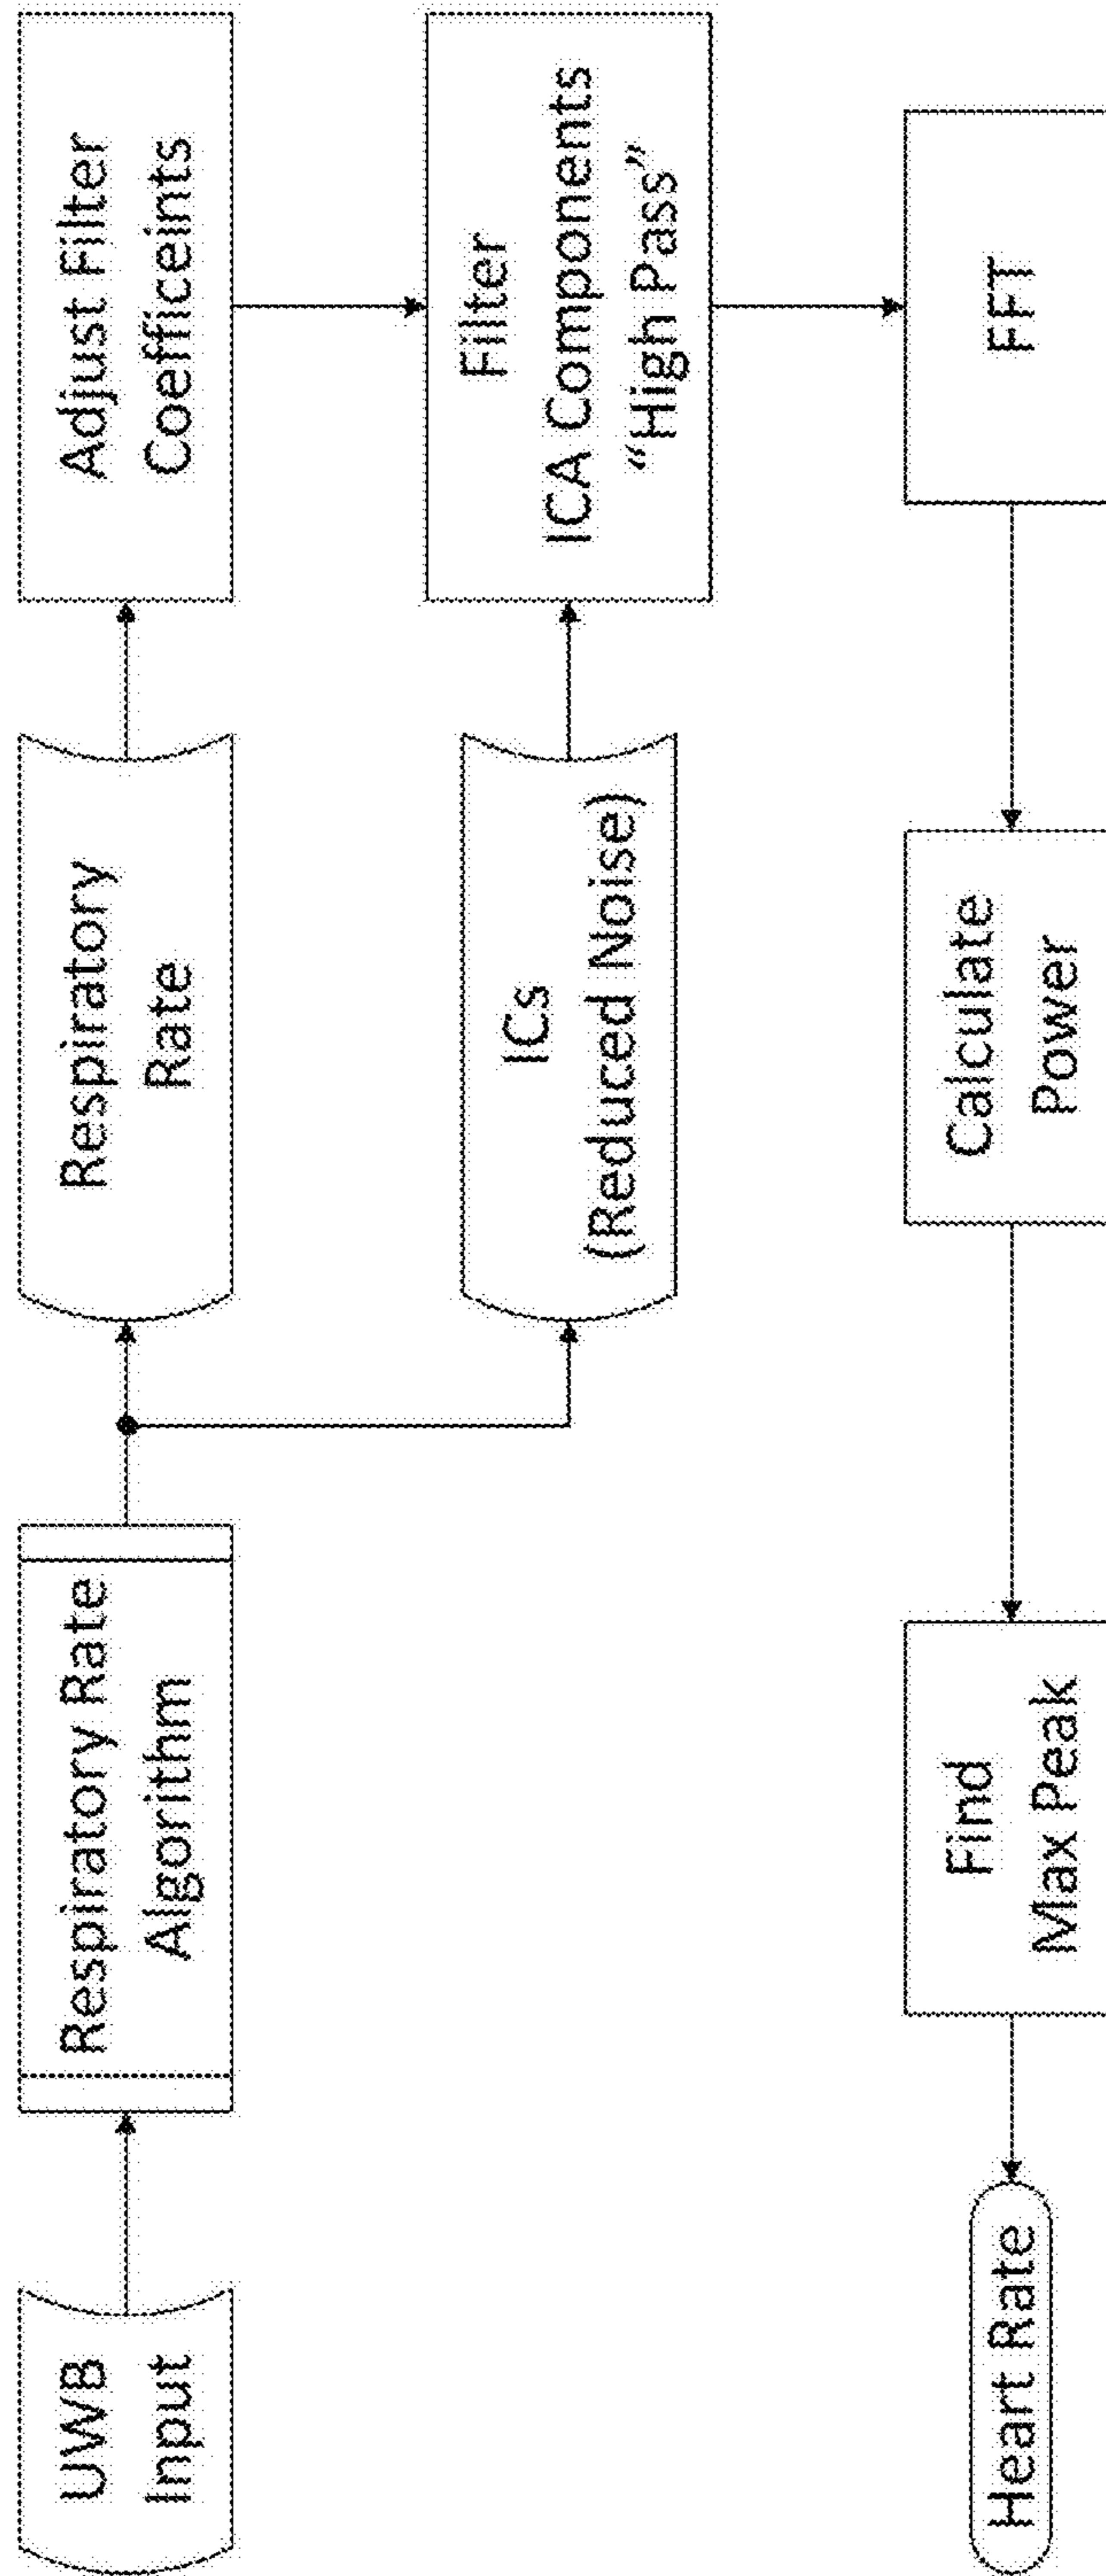 UWB
Input
Respiratory Rate
Algorithm
Respiratory
Rate
Adjust Filter
Coefficeints
ICs
(Reduced Noise)
Filter
ICA Components
“High Pass”
FFT
Calculate
Power
Find
Max Peak
Heart Rate